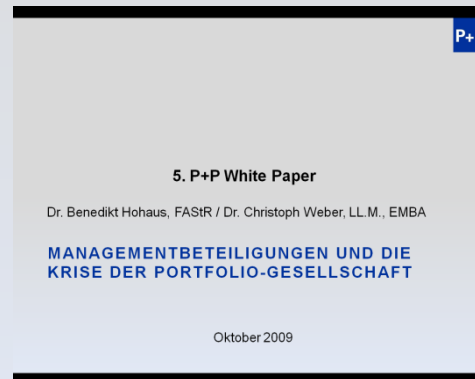 P+
5. P+P White Paper
Dr. Benedikt Hohaus, FAStR / Dr. Christoph Weber, LL.M., EMBA
MANAGEMENTBETEILIGUNGEN UND DIE
KRISE DER PORTFOLIO-GESELLSCHAFT
Oktober 2009